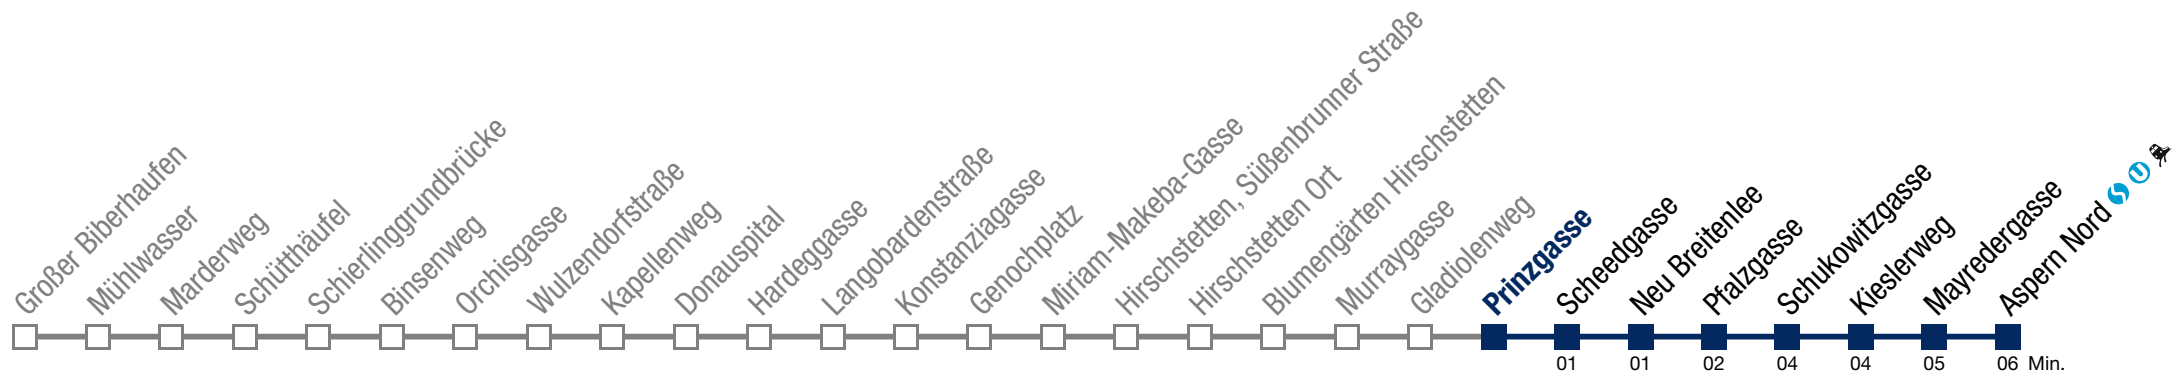 Großer Biberhaufen
Mühlwasser
Marderweg
Schütthäufel
Schierlinggrundbrücke
Binsenweg
Orchisgasse
Wulzendorfstraße
Kapellenweg
Donauspital
Hardeggasse
Langobardenstraße
Konstanziagasse
Genochplatz
Miriam-Makeba-Gasse
Hirschstetten, Süßenbrunner Straße
Hirschstetten Ort
Blumengärten Hirschstetten
Murraygasse
Gladiolenweg
Prinzgasse
Scheedgasse
Neu Breitenlee
Pfalzgasse
Schukowitzgasse
Kieslerweg
Mayredergasse
Aspern Nord S U
01 01 02 04 04 05 06 Min.